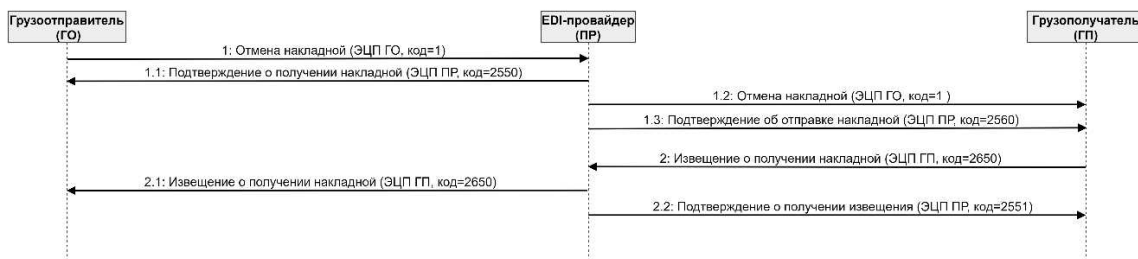 Грузоотправитель
(ГО)
EDI-провайдер
(ПР)
Грузополучатель
(ГП)
1: Отмена накладной (ЭЦП ГО, код=1)
1.1: Подтверждение о получении накладной (ЭЦП ПР, код=2550)
1.2: Отмена накладной (ЭЦП ГО, код=1 )
1.3: Подтверждение об отправке накладной (ЭЦП ПР, код=2560)
2: Извещение о получении накладной (ЭЦП ГП, код=2650)
2.1: Извещение о получении накладной (ЭЦП ГП, код=2650)
2.2: Подтверждение о получении извещения (ЭЦП ПР, код=2551)